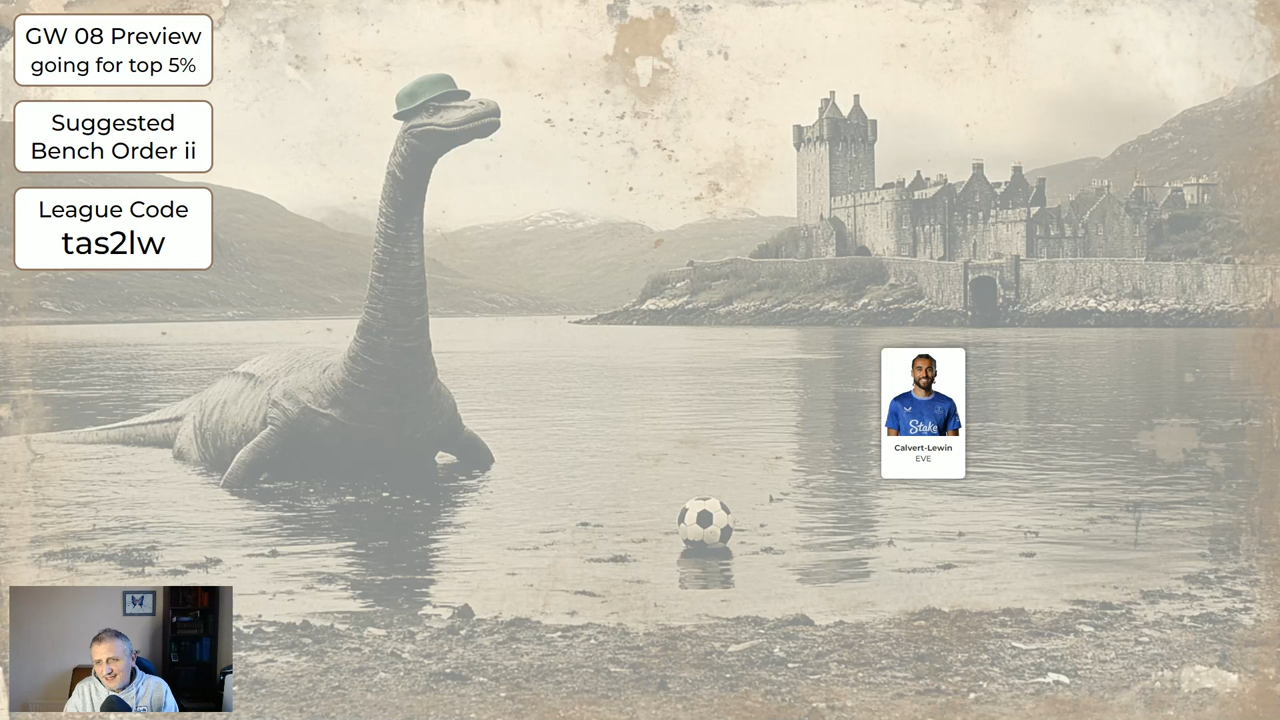 GW 08 Preview
going for top 5%
Suggested
Bench Order ii
League Code
tas2lw
Stake
Calvert-Lewin
EVE